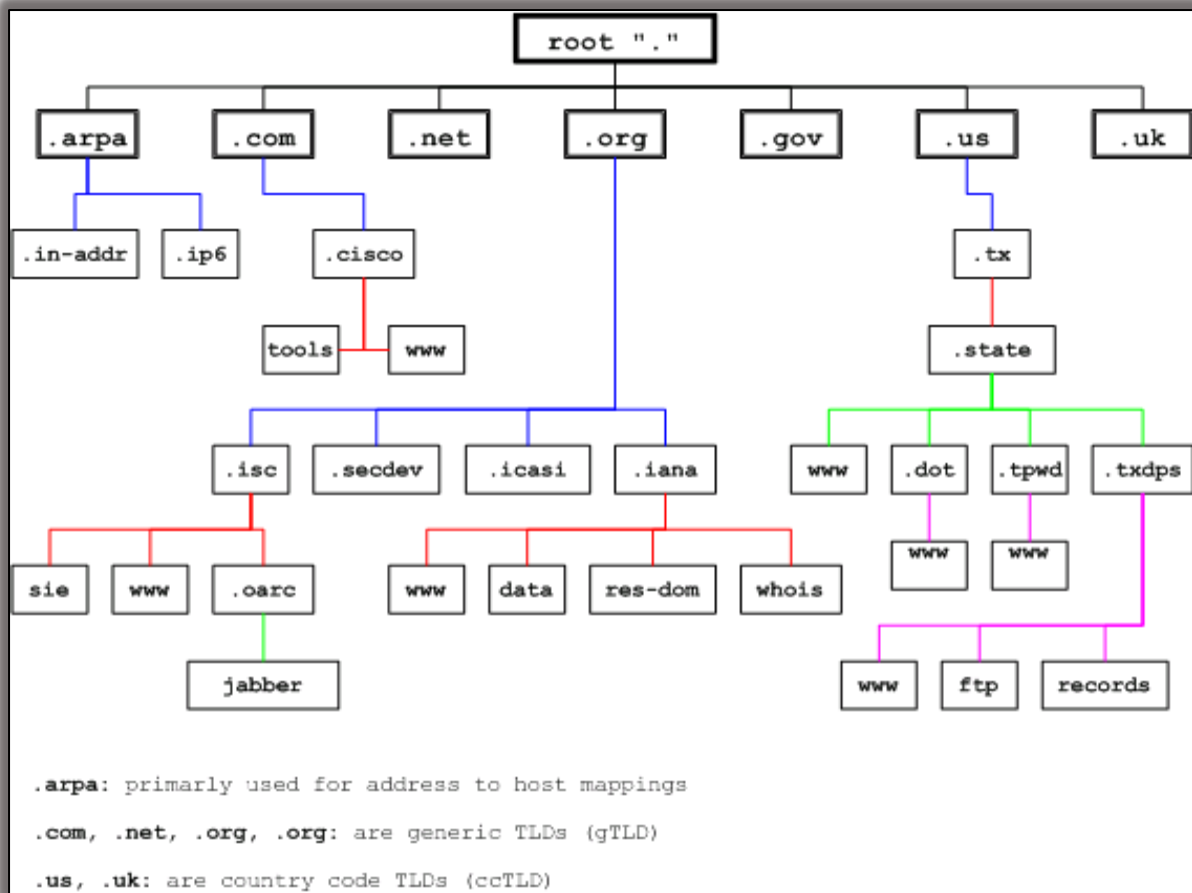 root "."
.arpa .com .net .org .gov .us .uk
.in-addr .ip6 .cisco .tx
tools www .state
.isc .secdev .icasi .iana www .dot .tpwd .txdps
www www
sie www .oarc www data res-dom whois
jabber www ftp records
.arpa: primarly used for address to host mappings
.com, .net, .org, .org: are generic TLDs (gTLD)
.us, .uk: are country code TLDs (ccTLD)